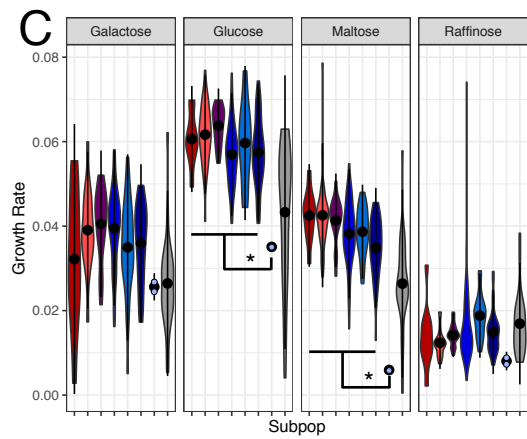 C
Galactose Glucose Maltose Raffinose
Growth Rate
0.08
0.06
0.04
0.02
0.00
*
*
Subpop